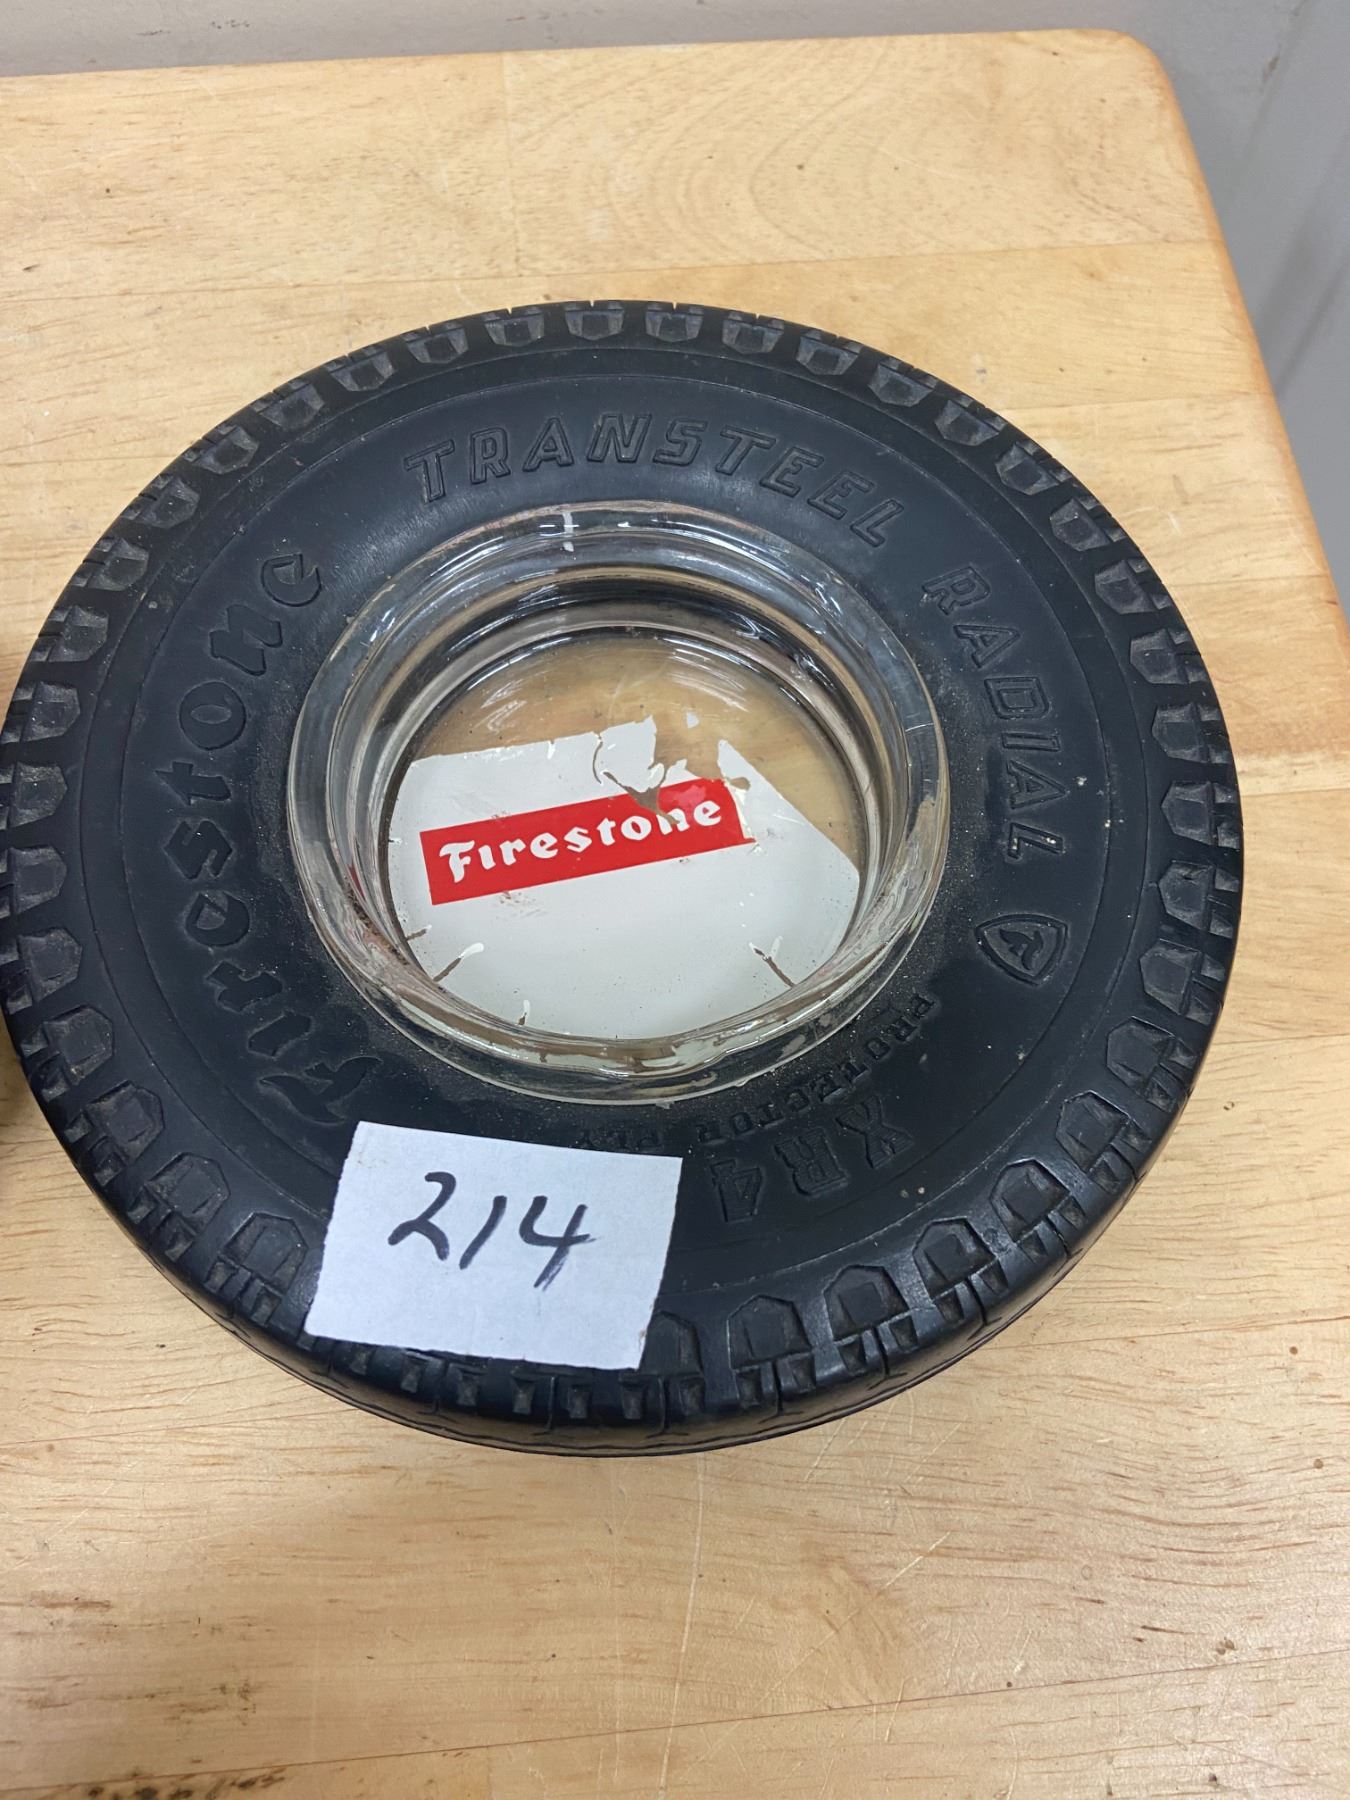 Firestone
TRANSTEEL RADIAL
F
PROTECTOR PLY
XR4
Firestone
214